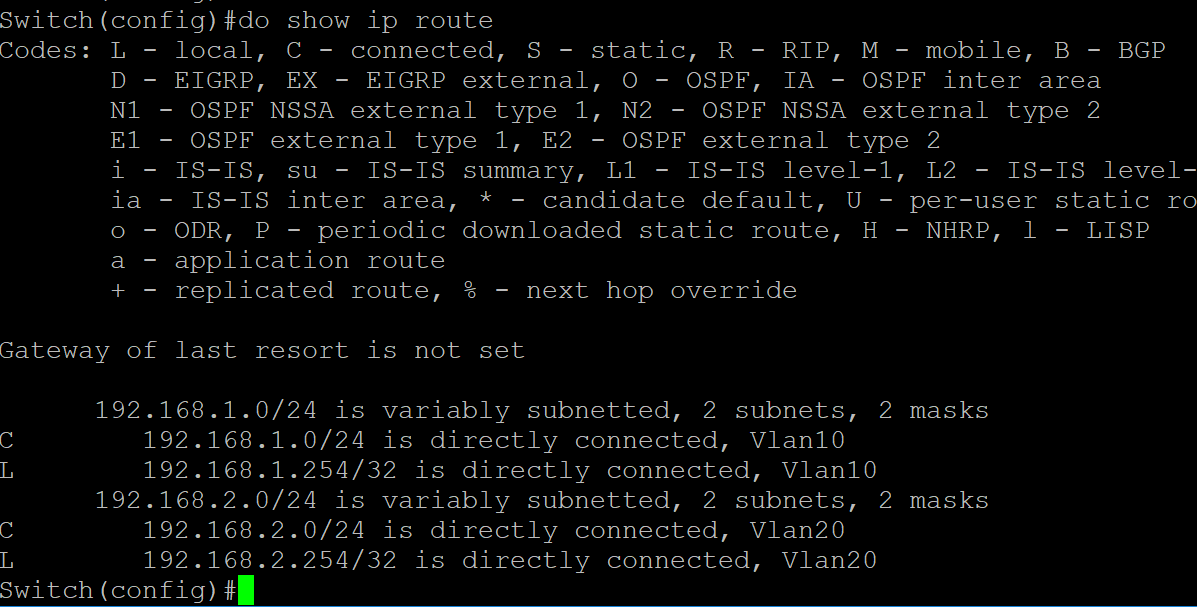 Switch(config)#do show ip route
Codes: L - local, C - connected, S - static, R - RIP, M - mobile, B - BGP
       D - EIGRP, EX - EIGRP external, O - OSPF, IA - OSPF inter area
       N1 - OSPF NSSA external type 1, N2 - OSPF NSSA external type 2
       E1 - OSPF external type 1, E2 - OSPF external type 2
       i - IS-IS, su - IS-IS summary, L1 - IS-IS level-1, L2 - IS-IS level-
       ia - IS-IS inter area, * - candidate default, U - per-user static ro
       o - ODR, P - periodic downloaded static route, H - NHRP, l - LISP
       a - application route
       + - replicated route, % - next hop override
Gateway of last resort is not set
      192.168.1.0/24 is variably subnetted, 2 subnets, 2 masks
C        192.168.1.0/24 is directly connected, Vlan10
L        192.168.1.254/32 is directly connected, Vlan10
      192.168.2.0/24 is variably subnetted, 2 subnets, 2 masks
C        192.168.2.0/24 is directly connected, Vlan20
L        192.168.2.254/32 is directly connected, Vlan20
Switch(config)#